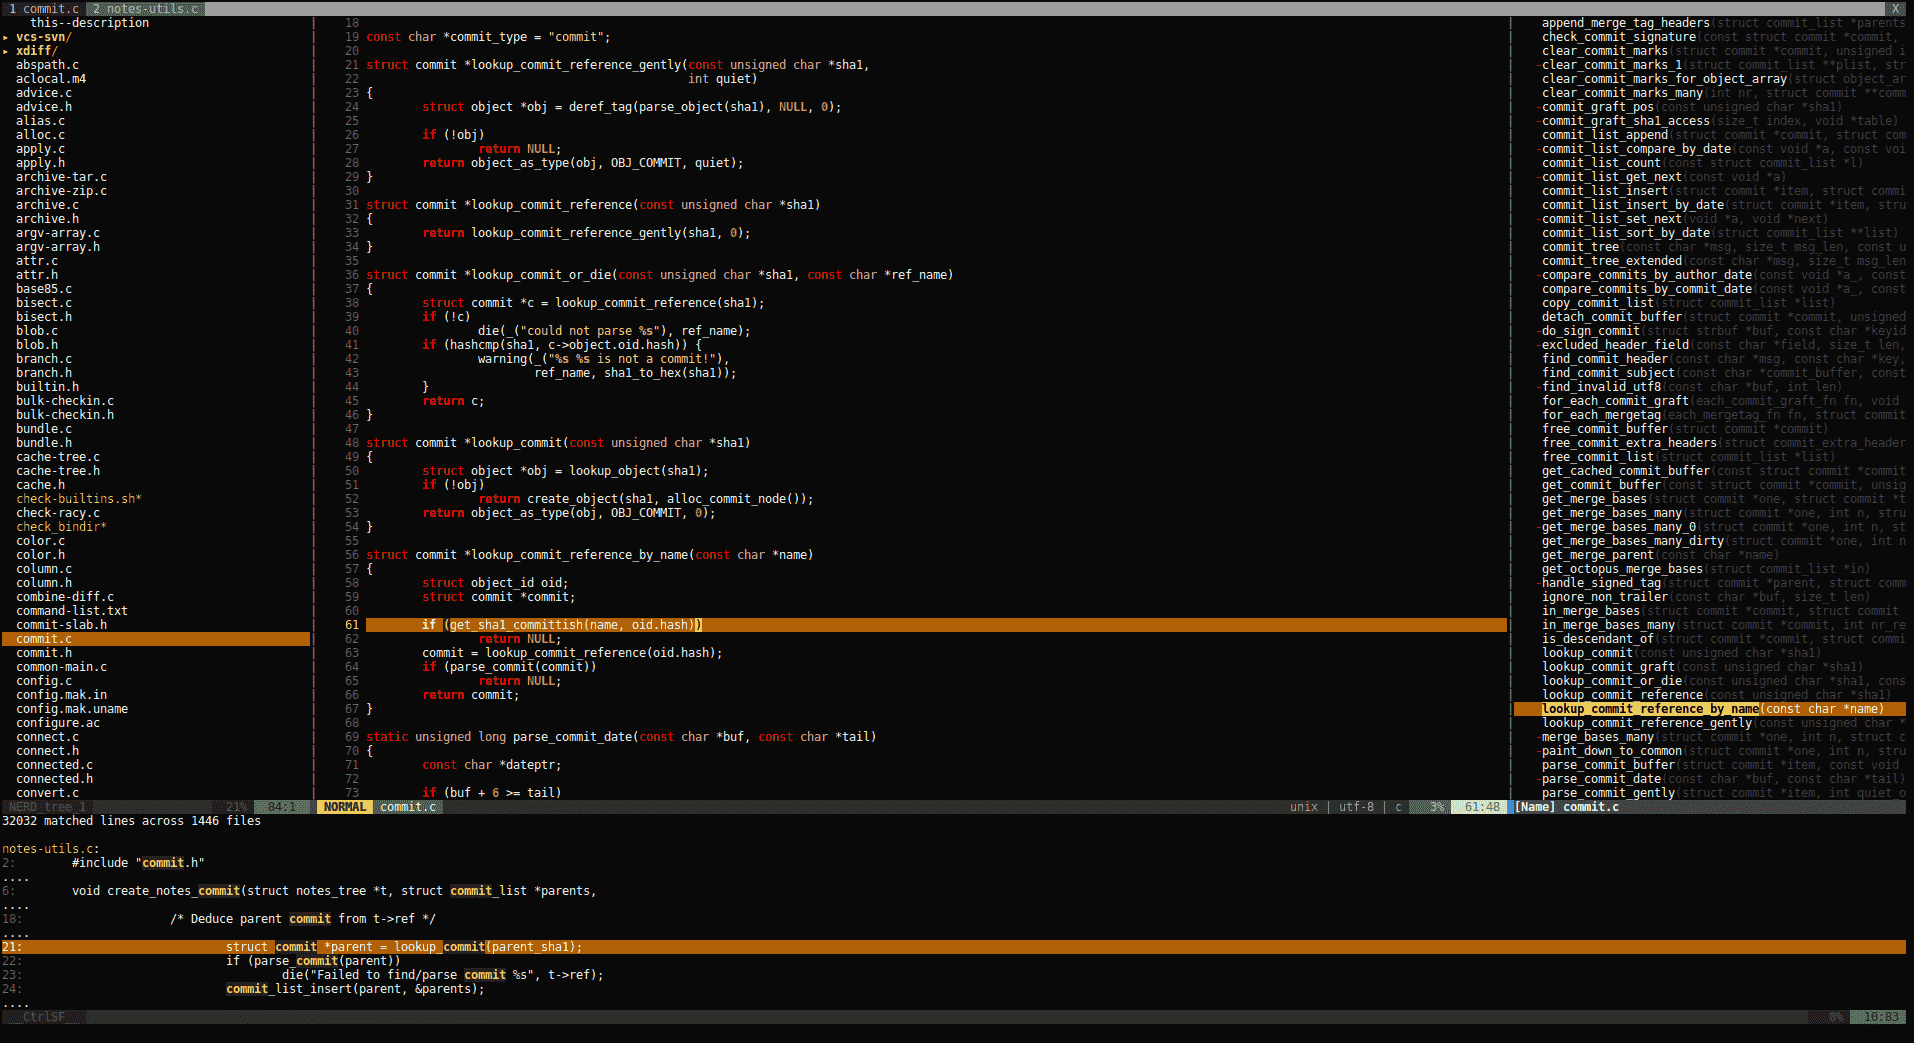 1 commit.c  2 notes-utils.c  X
this--description
▸ vcs-svn/
▸ xdiff/
abspath.c
aclocal.m4
advice.c
advice.h
alias.c
alloc.c
apply.c
apply.h
archive-tar.c
archive-zip.c
archive.c
archive.h
argv-array.c
argv-array.h
attr.c
attr.h
base85.c
bisect.c
bisect.h
blob.c
blob.h
branch.c
branch.h
builtin.h
bulk-checkin.c
bulk-checkin.h
bundle.c
bundle.h
cache-tree.c
cache-tree.h
cache.h
check-builtins.sh*
check-racy.c
check_bindir*
color.c
color.h
column.c
column.h
combine-diff.c
command-list.txt
commit-slab.h
commit.c
commit.h
common-main.c
config.c
config.mak.in
config.mak.uname
configure.ac
connect.c
connect.h
connected.c
connected.h
convert.c
NERD_tree_1  21%  84:1
18
19 const char *commit_type = "commit";
20
21 struct commit *lookup_commit_reference_gently(const unsigned char *sha1,
22                                               int quiet)
23 {
24         struct object *obj = deref_tag(parse_object(sha1), NULL, 0);
25
26         if (!obj)
27                 return NULL;
28         return object_as_type(obj, OBJ_COMMIT, quiet);
29 }
30
31 struct commit *lookup_commit_reference(const unsigned char *sha1)
32 {
33         return lookup_commit_reference_gently(sha1, 0);
34 }
35
36 struct commit *lookup_commit_or_die(const unsigned char *sha1, const char *ref_name)
37 {
38         struct commit *c = lookup_commit_reference(sha1);
39         if (!c)
40                 die(_("could not parse %s"), ref_name);
41         if (hashcmp(sha1, c->object.oid.hash)) {
42                 warning(_("%s %s is not a commit!"),
43                         ref_name, sha1_to_hex(sha1));
44         }
45         return c;
46 }
47
48 struct commit *lookup_commit(const unsigned char *sha1)
49 {
50         struct object *obj = lookup_object(sha1);
51         if (!obj)
52                 return create_object(sha1, alloc_commit_node());
53         return object_as_type(obj, OBJ_COMMIT, 0);
54 }
55
56 struct commit *lookup_commit_reference_by_name(const char *name)
57 {
58         struct object_id oid;
59         struct commit *commit;
60
61         if (get_sha1_committish(name, oid.hash))
62                 return NULL;
63         commit = lookup_commit_reference(oid.hash);
64         if (parse_commit(commit))
65                 return NULL;
66         return commit;
67 }
68
69 static unsigned long parse_commit_date(const char *buf, const char *tail)
70 {
71         const char *dateptr;
72
73         if (buf + 6 >= tail)
NORMAL  commit.c  unix | utf-8 | c  3%  61:48
append_merge_tag_headers(struct commit_list *parents
check_commit_signature(const struct commit *commit,
clear_commit_marks(struct commit *commit, unsigned i
-clear_commit_marks_1(struct commit_list **plist, str
clear_commit_marks_for_object_array(struct object_ar
clear_commit_marks_many(int nr, struct commit **comm
-commit_graft_pos(const unsigned char *sha1)
-commit_graft_sha1_access(size_t index, void *table)
commit_list_append(struct commit *commit, struct com
-commit_list_compare_by_date(const void *a, const voi
commit_list_count(const struct commit_list *l)
-commit_list_get_next(const void *a)
commit_list_insert(struct commit *item, struct commi
commit_list_insert_by_date(struct commit *item, stru
-commit_list_set_next(void *a, void *next)
commit_list_sort_by_date(struct commit_list **list)
commit_tree(const char *msg, size_t msg_len, const u
commit_tree_extended(const char *msg, size_t msg_len
-compare_commits_by_author_date(const void *a_, const
compare_commits_by_commit_date(const void *a_, const
copy_commit_list(struct commit_list *list)
detach_commit_buffer(struct commit *commit, unsigned
-do_sign_commit(struct strbuf *buf, const char *keyid
-excluded_header_field(const char *field, size_t len,
find_commit_header(const char *msg, const char *key,
find_commit_subject(const char *commit_buffer, const
-find_invalid_utf8(const char *buf, int len)
for_each_commit_graft(each_commit_graft_fn fn, void
for_each_mergetag(each_mergetag_fn fn, struct commit
free_commit_buffer(struct commit *commit)
free_commit_extra_headers(struct commit_extra_header
free_commit_list(struct commit_list *list)
get_cached_commit_buffer(const struct commit *commit
get_commit_buffer(const struct commit *commit, unsig
get_merge_bases(struct commit *one, struct commit *t
get_merge_bases_many(struct commit *one, int n, stru
-get_merge_bases_many_0(struct commit *one, int n, st
get_merge_bases_many_dirty(struct commit *one, int n
get_merge_parent(const char *name)
get_octopus_merge_bases(struct commit_list *in)
-handle_signed_tag(struct commit *parent, struct comm
ignore_non_trailer(const char *buf, size_t len)
in_merge_bases(struct commit *commit, struct commit
in_merge_bases_many(struct commit *commit, int nr_re
is_descendant_of(struct commit *commit, struct commi
lookup_commit(const unsigned char *sha1)
lookup_commit_graft(const unsigned char *sha1)
lookup_commit_or_die(const unsigned char *sha1, cons
lookup_commit_reference(const unsigned char *sha1)
lookup_commit_reference_by_name(const char *name)
lookup_commit_reference_gently(const unsigned char *
-merge_bases_many(struct commit *one, int n, struct c
-paint_down_to_common(struct commit *one, int n, stru
parse_commit_buffer(struct commit *item, const void
-parse_commit_date(const char *buf, const char *tail)
parse_commit_gently(struct commit *item, int quiet_o
[Name] commit.c
32032 matched lines across 1446 files
notes-utils.c:
2:        #include "commit.h"
....
6:        void create_notes_commit(struct notes_tree *t, struct commit_list *parents,
....
18:                      /* Deduce parent commit from t->ref */
....
21:                              struct commit *parent = lookup_commit(parent_sha1);
22:                              if (parse_commit(parent))
23:                                      die("Failed to find/parse commit %s", t->ref);
24:                              commit_list_insert(parent, &parents);
....
__CtrlSF__  0%  10:83